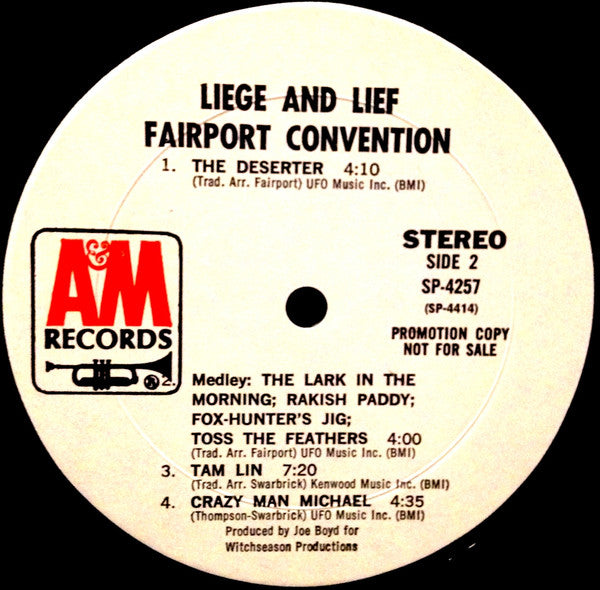 LIEGE AND LIEF
FAIRPORT CONVENTION
1. THE DESERTER 4:10
(Trad. Arr. Fairport) UFO Music Inc. (BMI)
A&M
RECORDS
STEREO
SIDE 2
SP-4257
(SP-4414)
PROMOTION COPY
NOT FOR SALE
2. Medley: THE LARK IN THE
MORNING; RAKISH PADDY;
FOX-HUNTER'S JIG;
TOSS THE FEATHERS 4:00
(Trad. Arr. Fairport) UFO Music Inc. (BMI)
3. TAM LIN 7:20
(Trad. Arr. Swarbrick) Kenwood Music Inc. (BMI)
4. CRAZY MAN MICHAEL 4:35
(Thompson-Swarbrick) UFO Music Inc. (BMI)
Produced by Joe Boyd for
Witchseason Productions